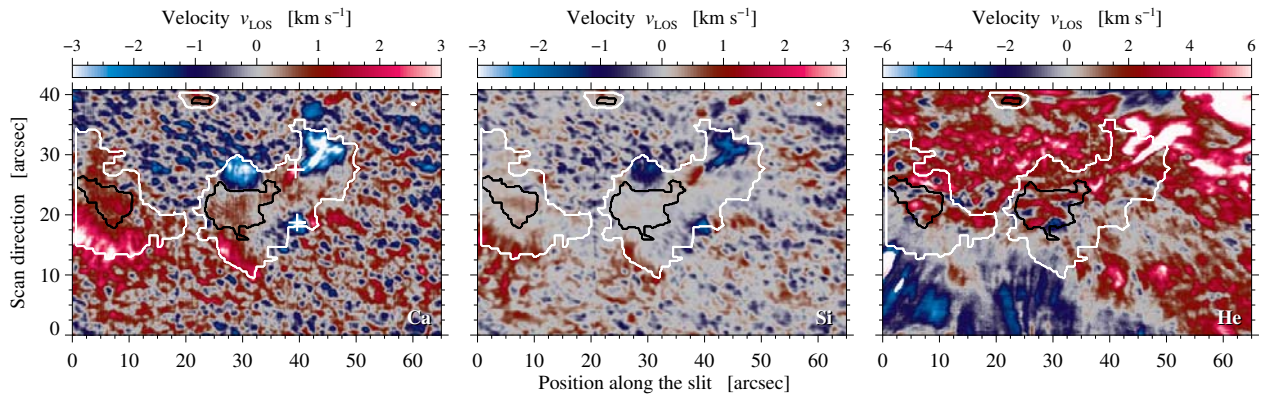 Velocity v_LOS [km s⁻¹]
−3 −2 −1 0 1 2 3
Velocity v_LOS [km s⁻¹]
−3 −2 −1 0 1 2 3
Velocity v_LOS [km s⁻¹]
−6 −4 −2 0 2 4 6
Scan direction [arcsec]
40
30
20
10
0
Ca
Si
He
0 10 20 30 40 50 60
0 10 20 30 40 50 60
0 10 20 30 40 50 60
Position along the slit [arcsec]